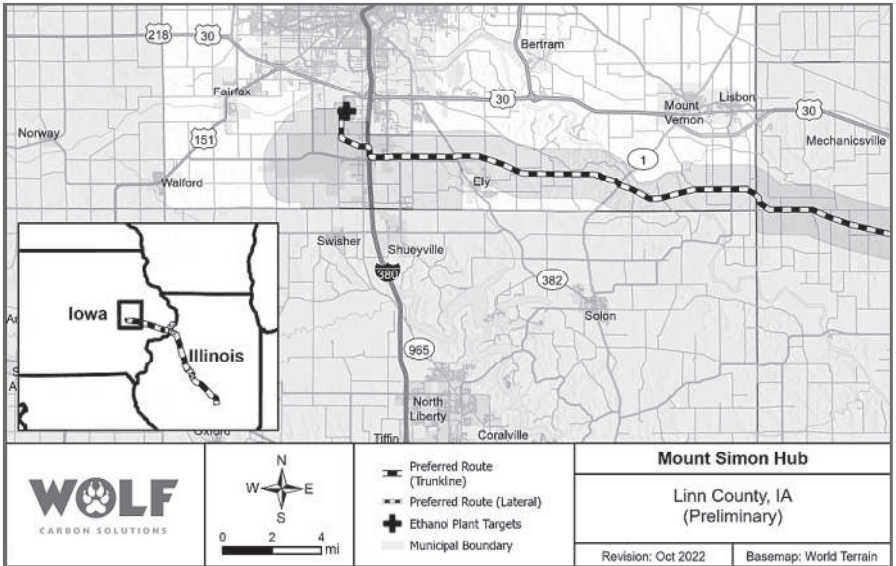 218
30
Bertram
Fairfax
30
Mount
Vernon
Lisbon
30
Norway
151
Mechanicsville
1
Walford
Ely
Swisher
Shueyville
380
382
Iowa
Solon
Illinois
965
North
Liberty
Tiffin
Coralville
WOLF
CARBON SOLUTIONS
N
W
E
S
0 2 4
mi
Preferred Route
(Trunkline)
Preferred Route (Lateral)
Ethanol Plant Targets
Municipal Boundary
Mount Simon Hub
Linn County, IA
(Preliminary)
Revision: Oct 2022
Basemap: World Terrain